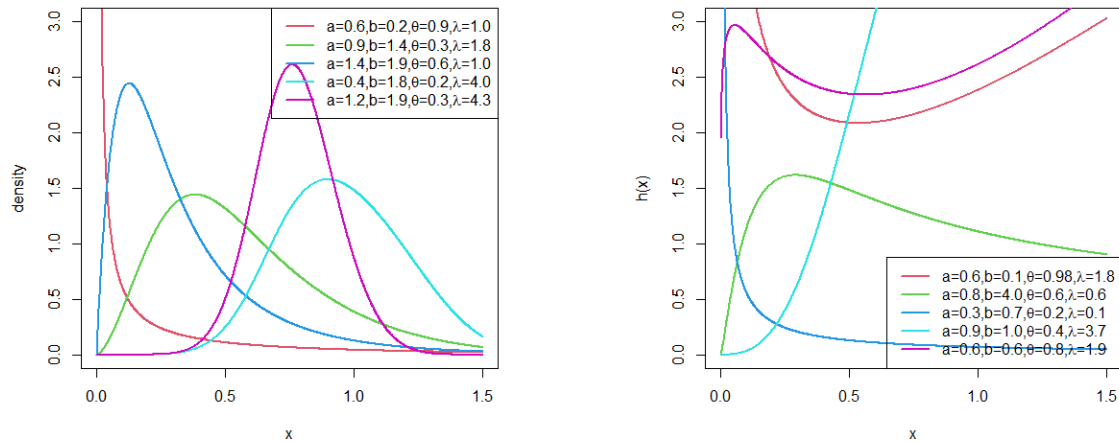 density
0.0
0.5
1.0
1.5
2.0
2.5
3.0
a=0.6,b=0.2,θ=0.9,λ=1.0
a=0.9,b=1.4,θ=0.3,λ=1.8
a=1.4,b=1.9,θ=0.6,λ=1.0
a=0.4,b=1.8,θ=0.2,λ=4.0
a=1.2,b=1.9,θ=0.3,λ=4.3
0.0 0.5 1.0 1.5
x
h(x)
0.0
0.5
1.0
1.5
2.0
2.5
3.0
a=0.6,b=0.1,θ=0.98,λ=1.8
a=0.8,b=4.0,θ=0.6,λ=0.6
a=0.3,b=0.7,θ=0.2,λ=0.1
a=0.9,b=1.0,θ=0.4,λ=3.7
a=0.6,b=0.6,θ=0.8,λ=1.9
0.0 0.5 1.0 1.5
x